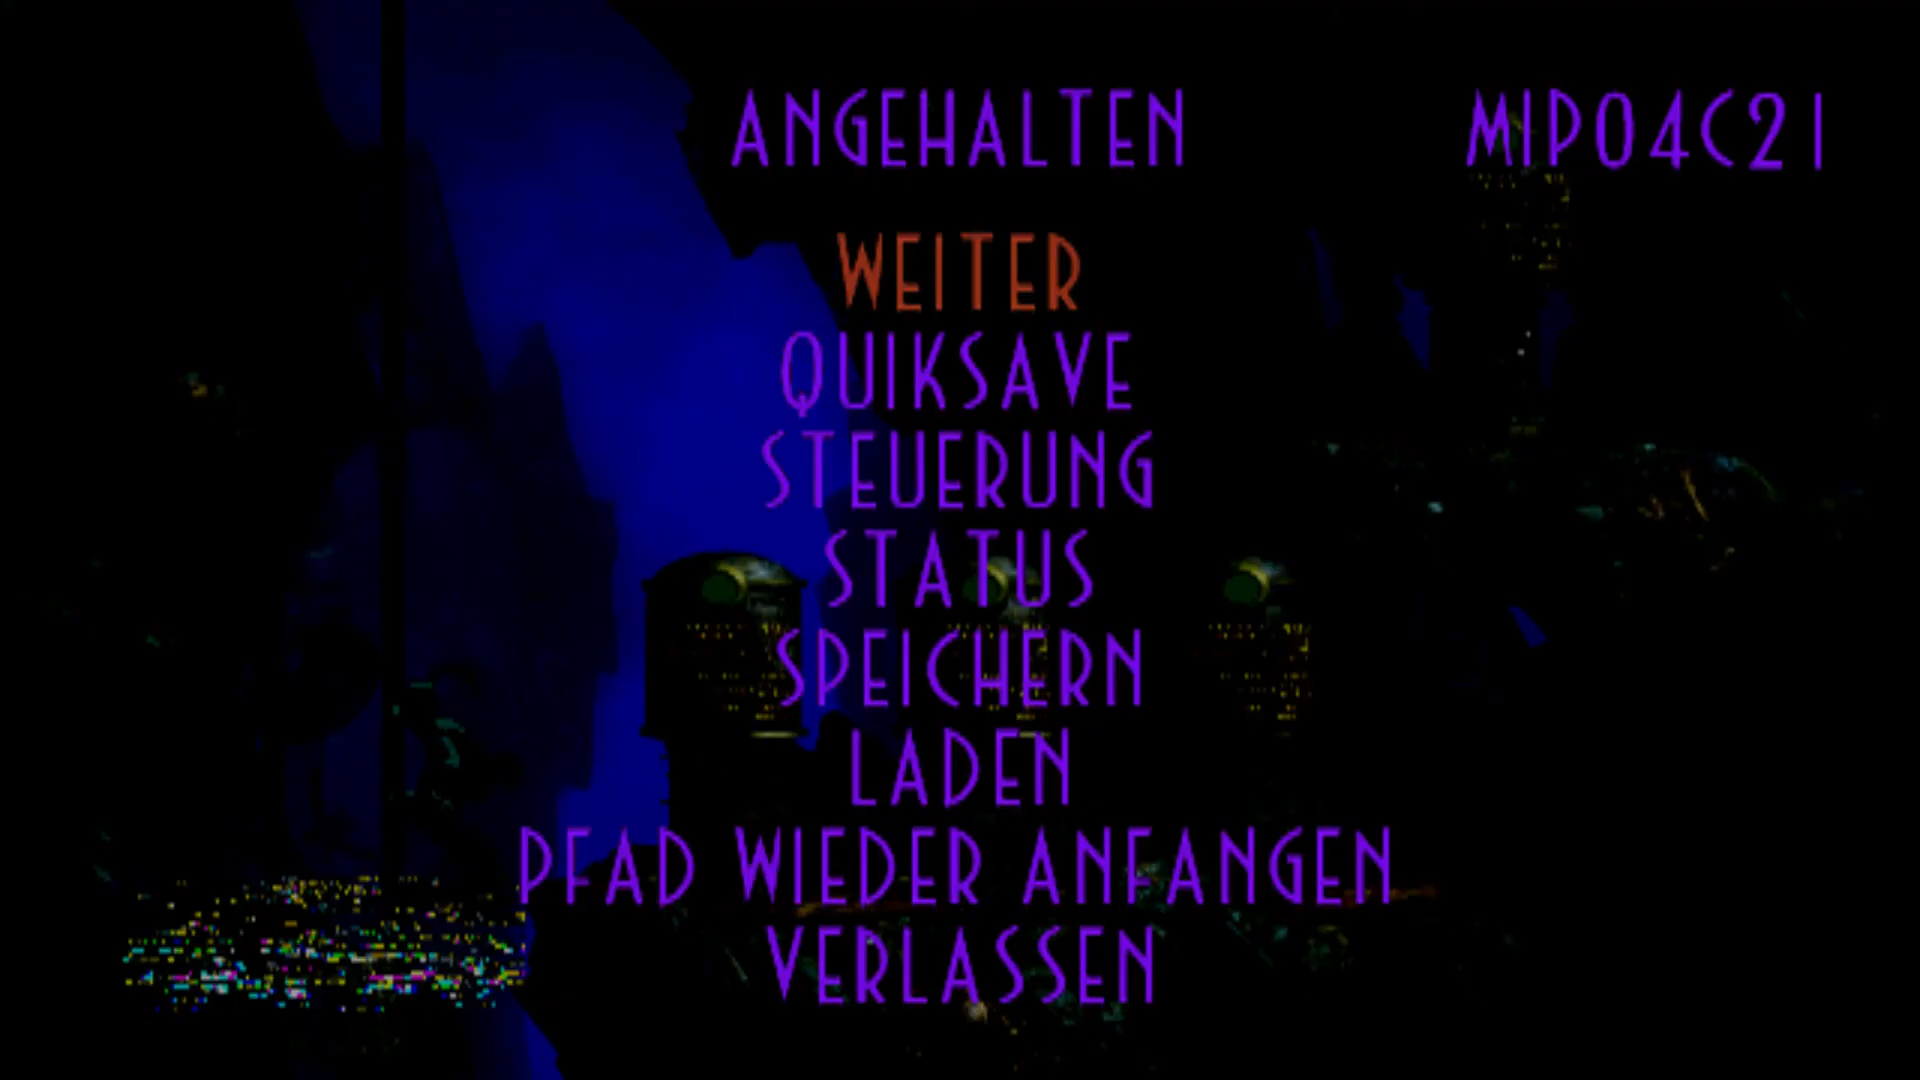 ANGEHALTEN
MIP04C21
WEITER
QUIKSAVE
STEUERUNG
STATUS
SPEICHERN
LADEN
PFAD WIEDER ANFANGEN
VERLASSEN